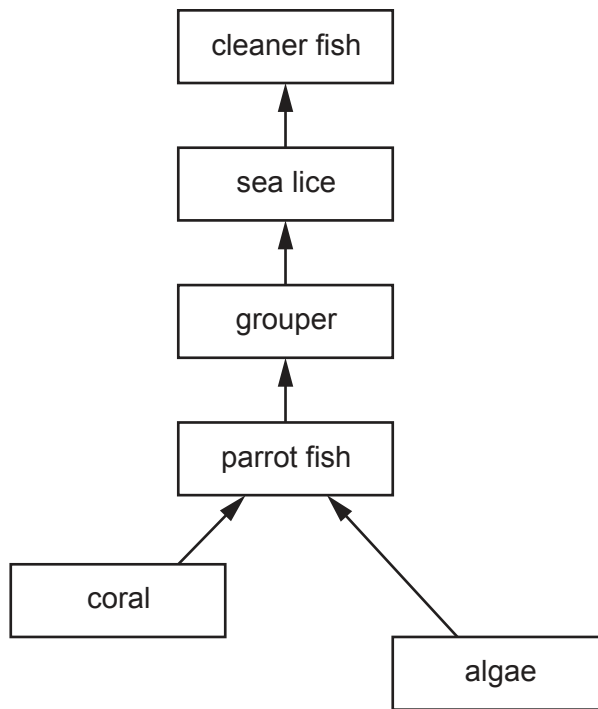 cleaner fish
sea lice
grouper
parrot fish
coral
algae